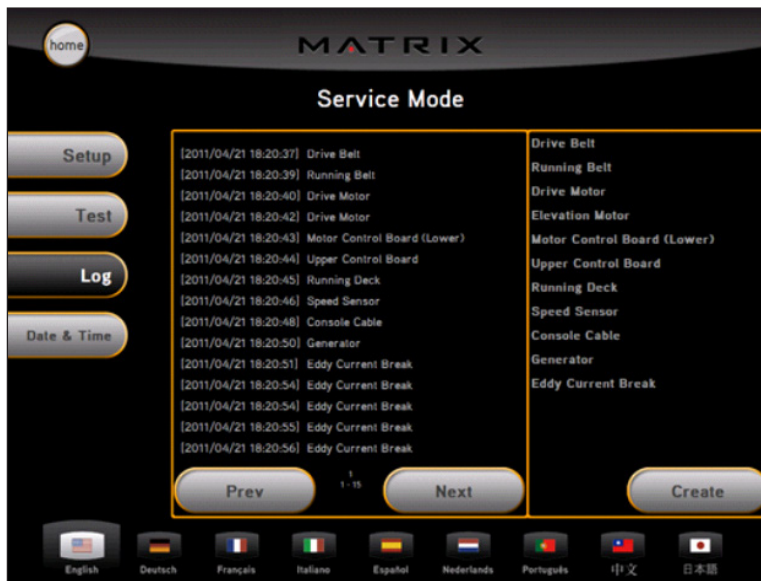 home
MATRIX
Service Mode
Setup
Test
Log
Date & Time
[2011/04/21 18:20:37] Drive Belt
[2011/04/21 18:20:39] Running Belt
[2011/04/21 18:20:40] Drive Motor
[2011/04/21 18:20:42] Drive Motor
[2011/04/21 18:20:43] Motor Control Board (Lower)
[2011/04/21 18:20:44] Upper Control Board
[2011/04/21 18:20:45] Running Deck
[2011/04/21 18:20:46] Speed Sensor
[2011/04/21 18:20:48] Console Cable
[2011/04/21 18:20:50] Generator
[2011/04/21 18:20:51] Eddy Current Break
[2011/04/21 18:20:54] Eddy Current Break
[2011/04/21 18:20:54] Eddy Current Break
[2011/04/21 18:20:55] Eddy Current Break
[2011/04/21 18:20:56] Eddy Current Break
Prev
1
1 - 15
Next
Drive Belt
Running Belt
Drive Motor
Elevation Motor
Motor Control Board (Lower)
Upper Control Board
Running Deck
Speed Sensor
Console Cable
Generator
Eddy Current Break
Create
English
Deutsch
Français
Italiano
Español
Nederlands
Português
中文
日本語